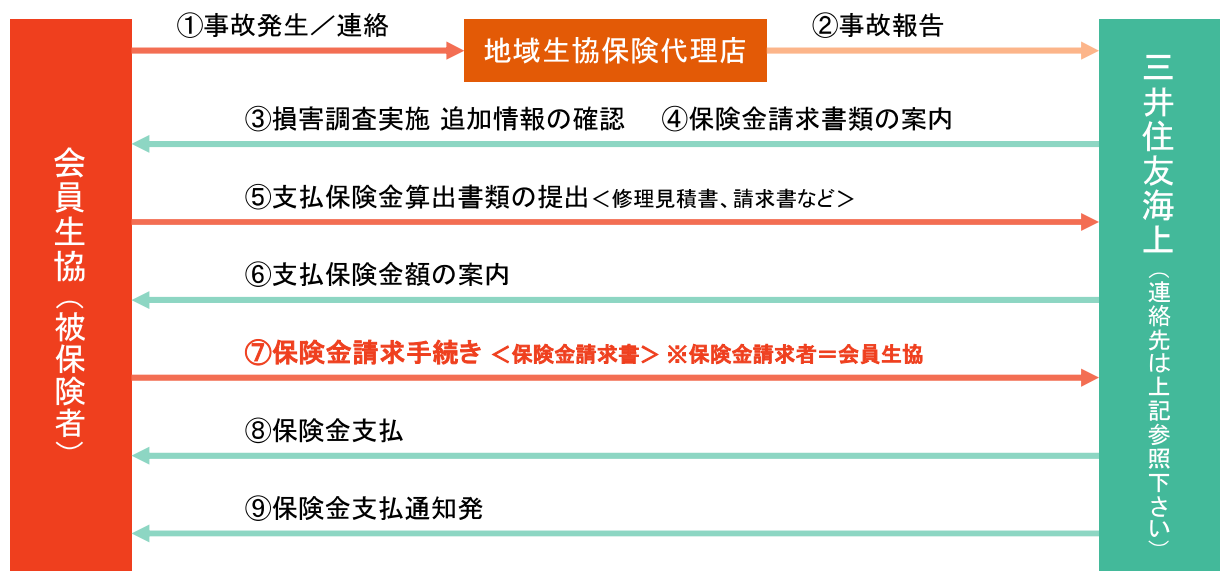 ①事故発生／連絡
地域生協保険代理店
②事故報告
③損害調査実施 追加情報の確認
④保険金請求書類の案内
⑤支払保険金算出書類の提出＜修理見積書、請求書など＞
⑥支払保険金額の案内
⑦保険金請求手続き ＜保険金請求書＞ ※保険金請求者＝会員生協
⑧保険金支払
⑨保険金支払通知発
会員生協（被保険者）
三井住友海上（連絡先は上記参照下さい）